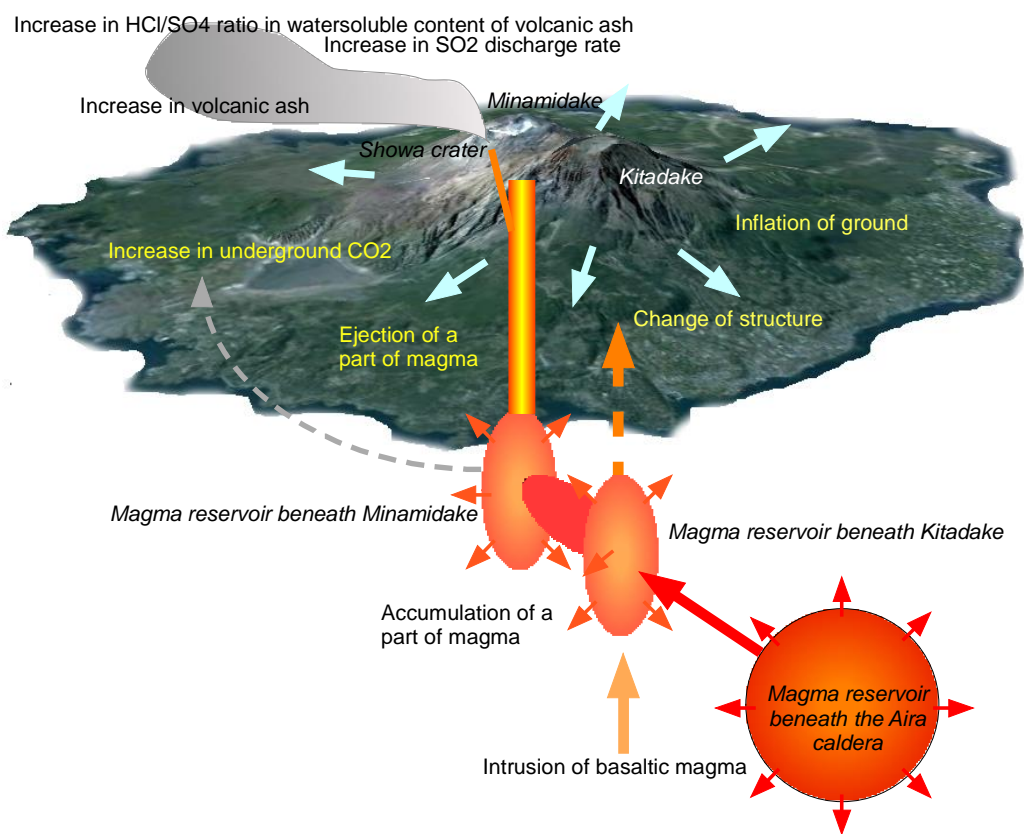 Increase in HCl/SO4 ratio in watersoluble content of volcanic ash
Increase in SO2 discharge rate
Increase in volcanic ash
Minamidake
Showa crater
Kitadake
Inflation of ground
Increase in underground CO2
Change of structure
Ejection of a
part of magma
Magma reservoir beneath Minamidake
Magma reservoir beneath Kitadake
Accumulation of a
part of magma
Magma reservoir
beneath the Aira
caldera
Intrusion of basaltic magma